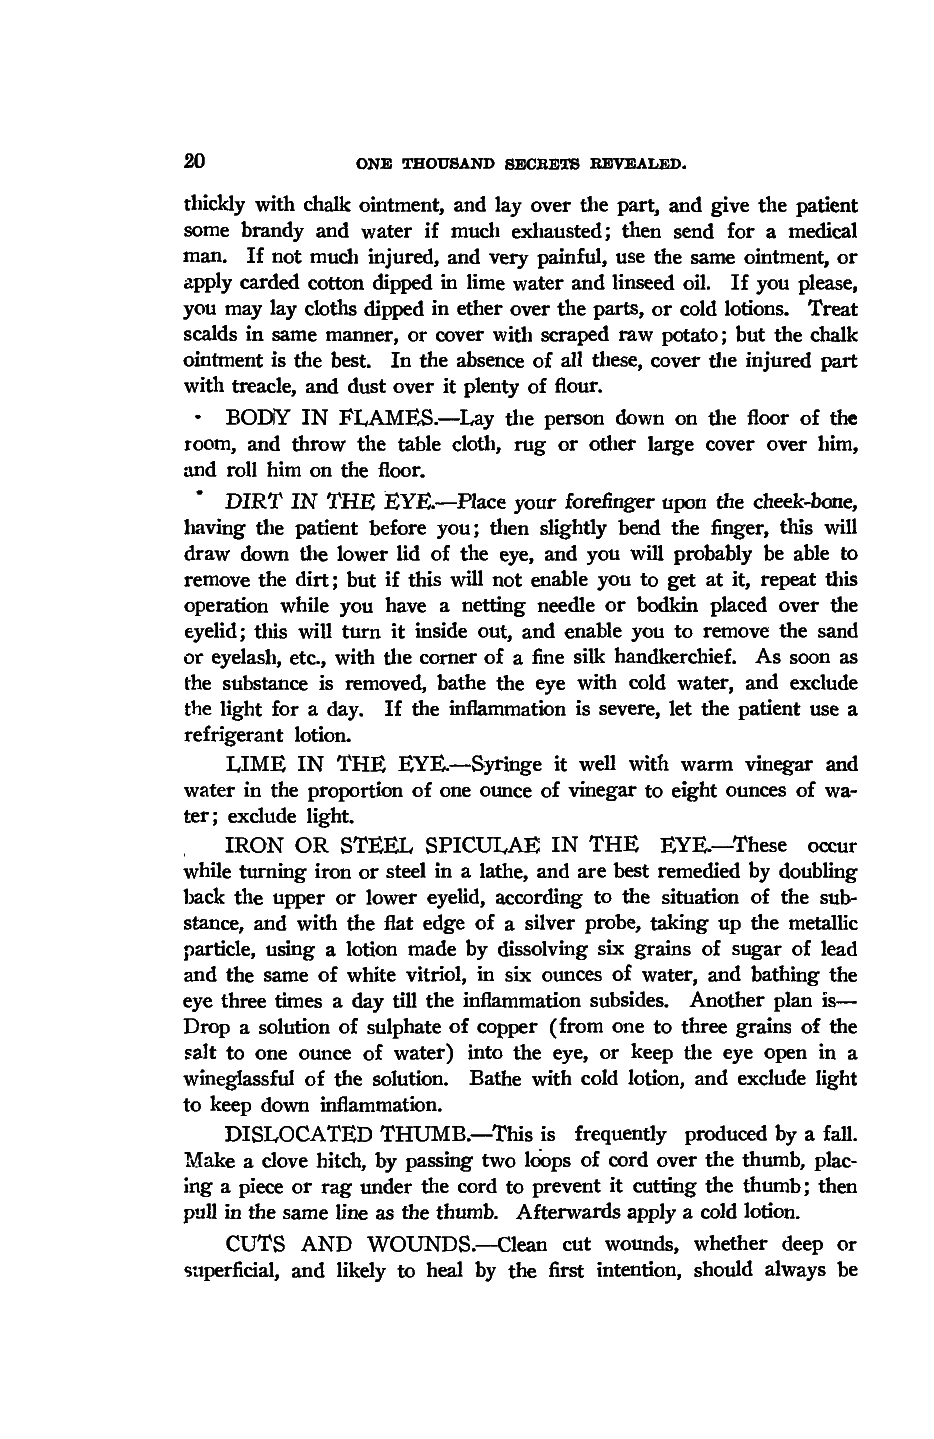 20 ONE THOUSAND SECRETS REVEALED.
thickly with chalk ointment, and lay over the part, and give the patient
some brandy and water if much exhausted; then send for a medical
man. If not much injured, and very painful, use the same ointment, or
apply carded cotton dipped in lime water and linseed oil. If you please,
you may lay cloths dipped in ether over the parts, or cold lotions. Treat
scalds in same manner, or cover with scraped raw potato; but the chalk
ointment is the best. In the absence of all these, cover the injured part
with treacle, and dust over it plenty of flour.
BODY IN FLAMES.—Lay the person down on the floor of the
room, and throw the table cloth, rug or other large cover over him,
and roll him on the floor.
DIRT IN THE EYE.—Place your forefinger upon the cheek-bone,
having the patient before you; then slightly bend the finger, this will
draw down the lower lid of the eye, and you will probably be able to
remove the dirt; but if this will not enable you to get at it, repeat this
operation while you have a netting needle or bodkin placed over the
eyelid; this will turn it inside out, and enable you to remove the sand
or eyelash, etc., with the corner of a fine silk handkerchief. As soon as
the substance is removed, bathe the eye with cold water, and exclude
the light for a day. If the inflammation is severe, let the patient use a
refrigerant lotion.
LIME IN THE EYE.—Syringe it well with warm vinegar and
water in the proportion of one ounce of vinegar to eight ounces of wa-
ter; exclude light.
IRON OR STEEL SPICULAE IN THE EYE.—These occur
while turning iron or steel in a lathe, and are best remedied by doubling
back the upper or lower eyelid, according to the situation of the sub-
stance, and with the flat edge of a silver probe, taking up the metallic
particle, using a lotion made by dissolving six grains of sugar of lead
and the same of white vitriol, in six ounces of water, and bathing the
eye three times a day till the inflammation subsides. Another plan is—
Drop a solution of sulphate of copper (from one to three grains of the
salt to one ounce of water) into the eye, or keep the eye open in a
wineglassful of the solution. Bathe with cold lotion, and exclude light
to keep down inflammation.
DISLOCATED THUMB.—This is frequently produced by a fall.
Make a clove hitch, by passing two loops of cord over the thumb, plac-
ing a piece or rag under the cord to prevent it cutting the thumb; then
pull in the same line as the thumb. Afterwards apply a cold lotion.
CUTS AND WOUNDS.—Clean cut wounds, whether deep or
superficial, and likely to heal by the first intention, should always be